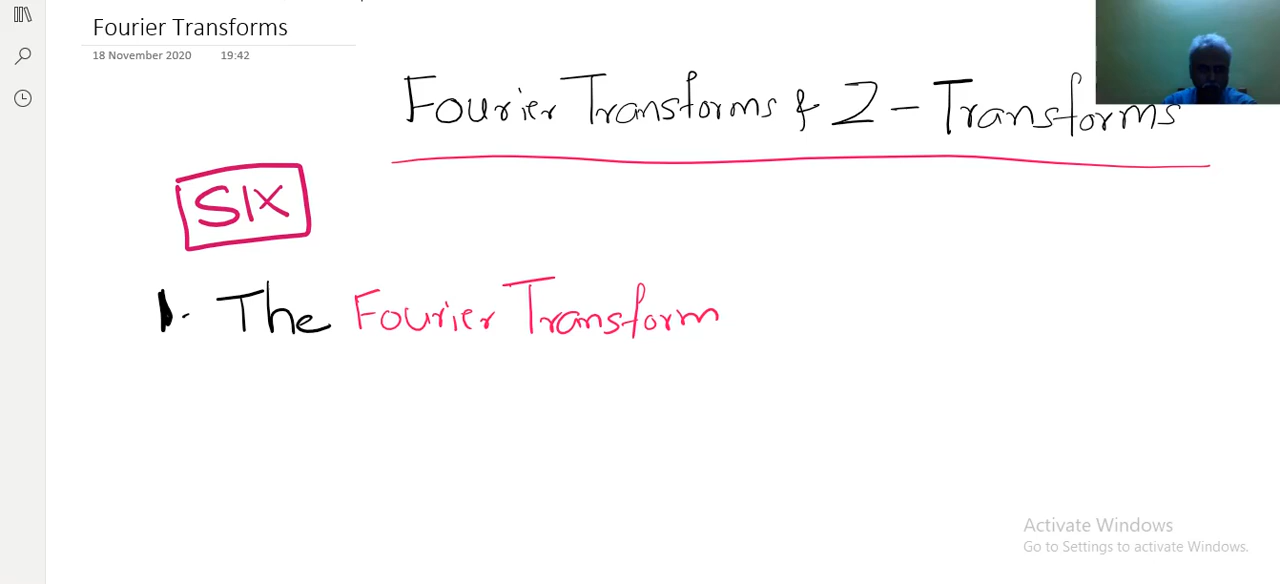 Fourier Transforms
18 November 2020 19:42
Fourier Transforms & Z - Transforms
SIX
1. The Fourier Transform
Activate Windows
Go to Settings to activate Windows.